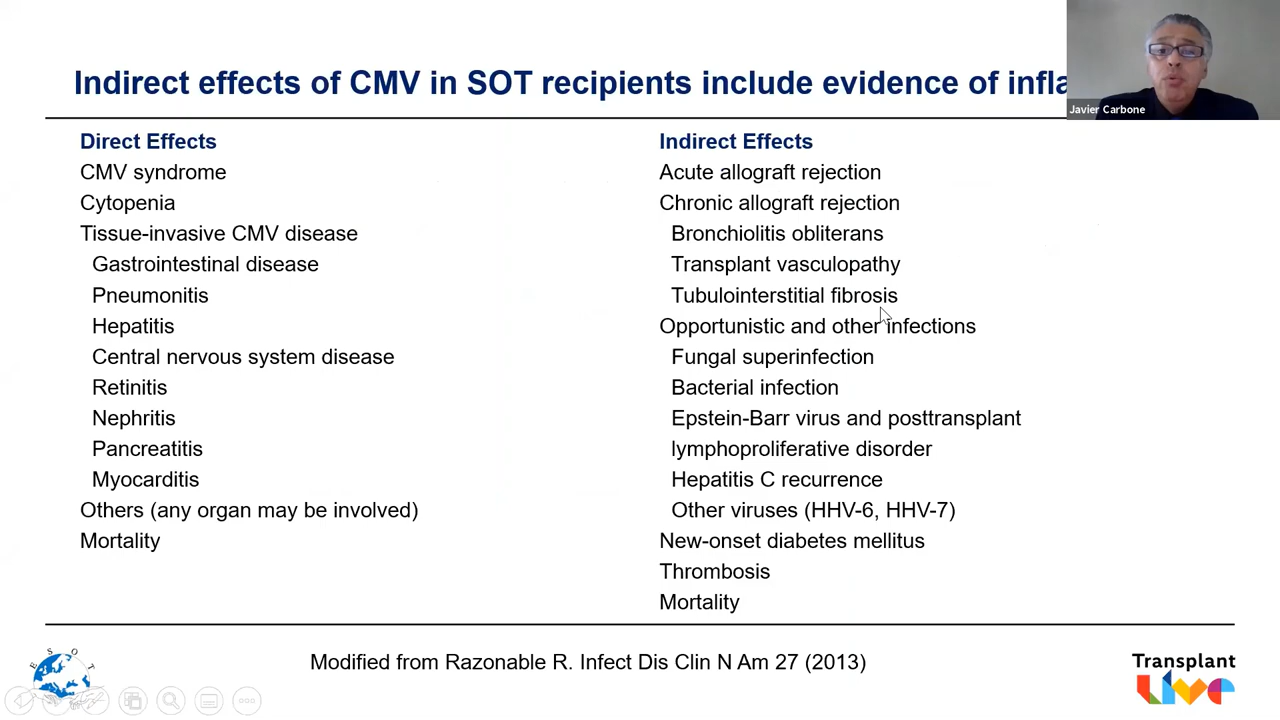 Indirect effects of CMV in SOT recipients include evidence of infla
Javier Carbone
Direct Effects
CMV syndrome
Cytopenia
Tissue-invasive CMV disease
Gastrointestinal disease
Pneumonitis
Hepatitis
Central nervous system disease
Retinitis
Nephritis
Pancreatitis
Myocarditis
Others (any organ may be involved)
Mortality
Indirect Effects
Acute allograft rejection
Chronic allograft rejection
Bronchiolitis obliterans
Transplant vasculopathy
Tubulointerstitial fibrosis
Opportunistic and other infections
Fungal superinfection
Bacterial infection
Epstein-Barr virus and posttransplant
lymphoproliferative disorder
Hepatitis C recurrence
Other viruses (HHV-6, HHV-7)
New-onset diabetes mellitus
Thrombosis
Mortality
ESOT
Modified from Razonable R. Infect Dis Clin N Am 27 (2013)
Transplant
Live